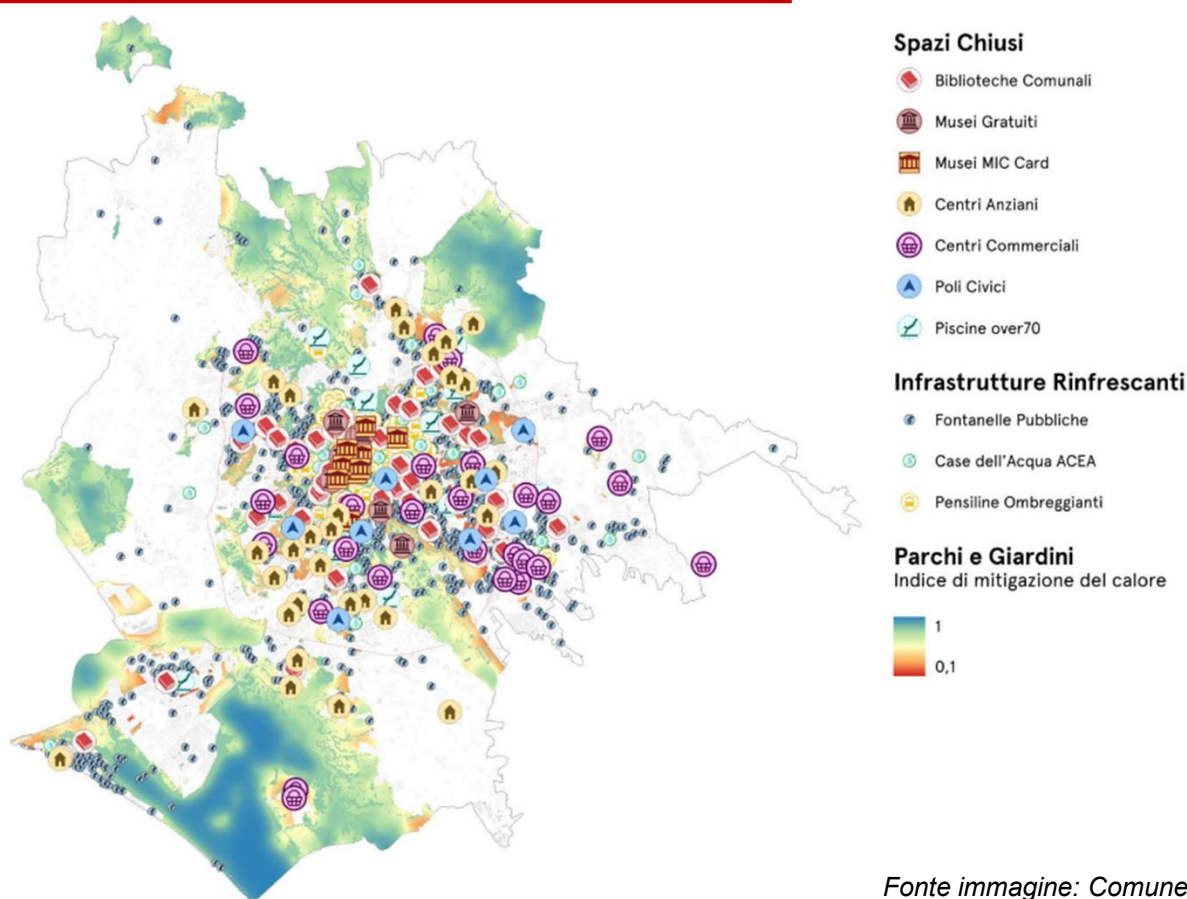 Spazi Chiusi
Biblioteche Comunali
Musei Gratuiti
Musei MIC Card
Centri Anziani
Centri Commerciali
Poli Civici
Piscine over70
Infrastrutture Rinfrescanti
Fontanelle Pubbliche
Case dell'Acqua ACEA
Pensiline Ombreggianti
Parchi e Giardini
Indice di mitigazione del calore
1
0,1
Fonte immagine: Comune